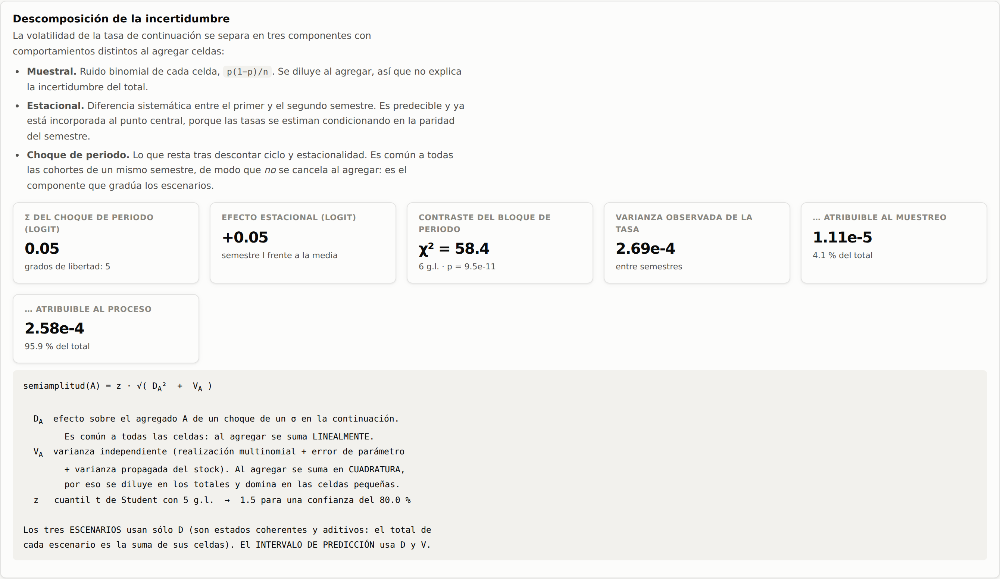 Descomposición de la incertidumbre
La volatilidad de la tasa de continuación se separa en tres componentes con
comportamientos distintos al agregar celdas:
• Muestral. Ruido binomial de cada celda, p(1−p)/n. Se diluye al agregar, así que no explica
la incertidumbre del total.
• Estacional. Diferencia sistemática entre el primer y el segundo semestre. Es predecible y ya
está incorporada al punto central, porque las tasas se estiman condicionando en la paridad
del semestre.
• Choque de periodo. Lo que resta tras descontar ciclo y estacionalidad. Es común a todas
las cohortes de un mismo semestre, de modo que no se cancela al agregar: es el
componente que gradúa los escenarios.
Σ DEL CHOQUE DE PERIODO
(LOGIT)
0.05
grados de libertad: 5
EFECTO ESTACIONAL (LOGIT)
+0.05
semestre I frente a la media
CONTRASTE DEL BLOQUE DE
PERIODO
χ² = 58.4
6 g.l. · p = 9.5e-11
VARIANZA OBSERVADA DE LA
TASA
2.69e-4
entre semestres
… ATRIBUIBLE AL MUESTREO
1.11e-5
4.1 % del total
… ATRIBUIBLE AL PROCESO
2.58e-4
95.9 % del total
semiamplitud(A) = z · √( D_A² + V_A )
D_A efecto sobre el agregado A de un choque de un σ en la continuación.
Es común a todas las celdas: al agregar se suma LINEALMENTE.
V_A varianza independiente (realización multinomial + error de parámetro
+ varianza propagada del stock). Al agregar se suma en CUADRATURA,
por eso se diluye en los totales y domina en las celdas pequeñas.
z cuantil t de Student con 5 g.l. → 1.5 para una confianza del 80.0 %
Los tres ESCENARIOS usan sólo D (son estados coherentes y aditivos: el total de
cada escenario es la suma de sus celdas). El INTERVALO DE PREDICCIÓN usa D y V.